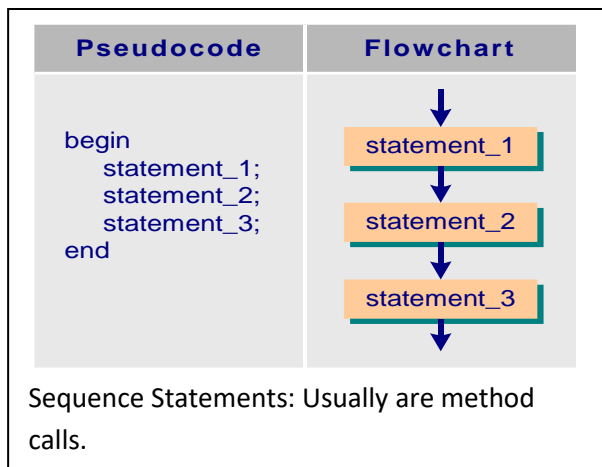 Pseudocode
Flowchart
begin
statement_1;
statement_2;
statement_3;
end
statement_1
statement_2
statement_3
Sequence Statements: Usually are method
calls.